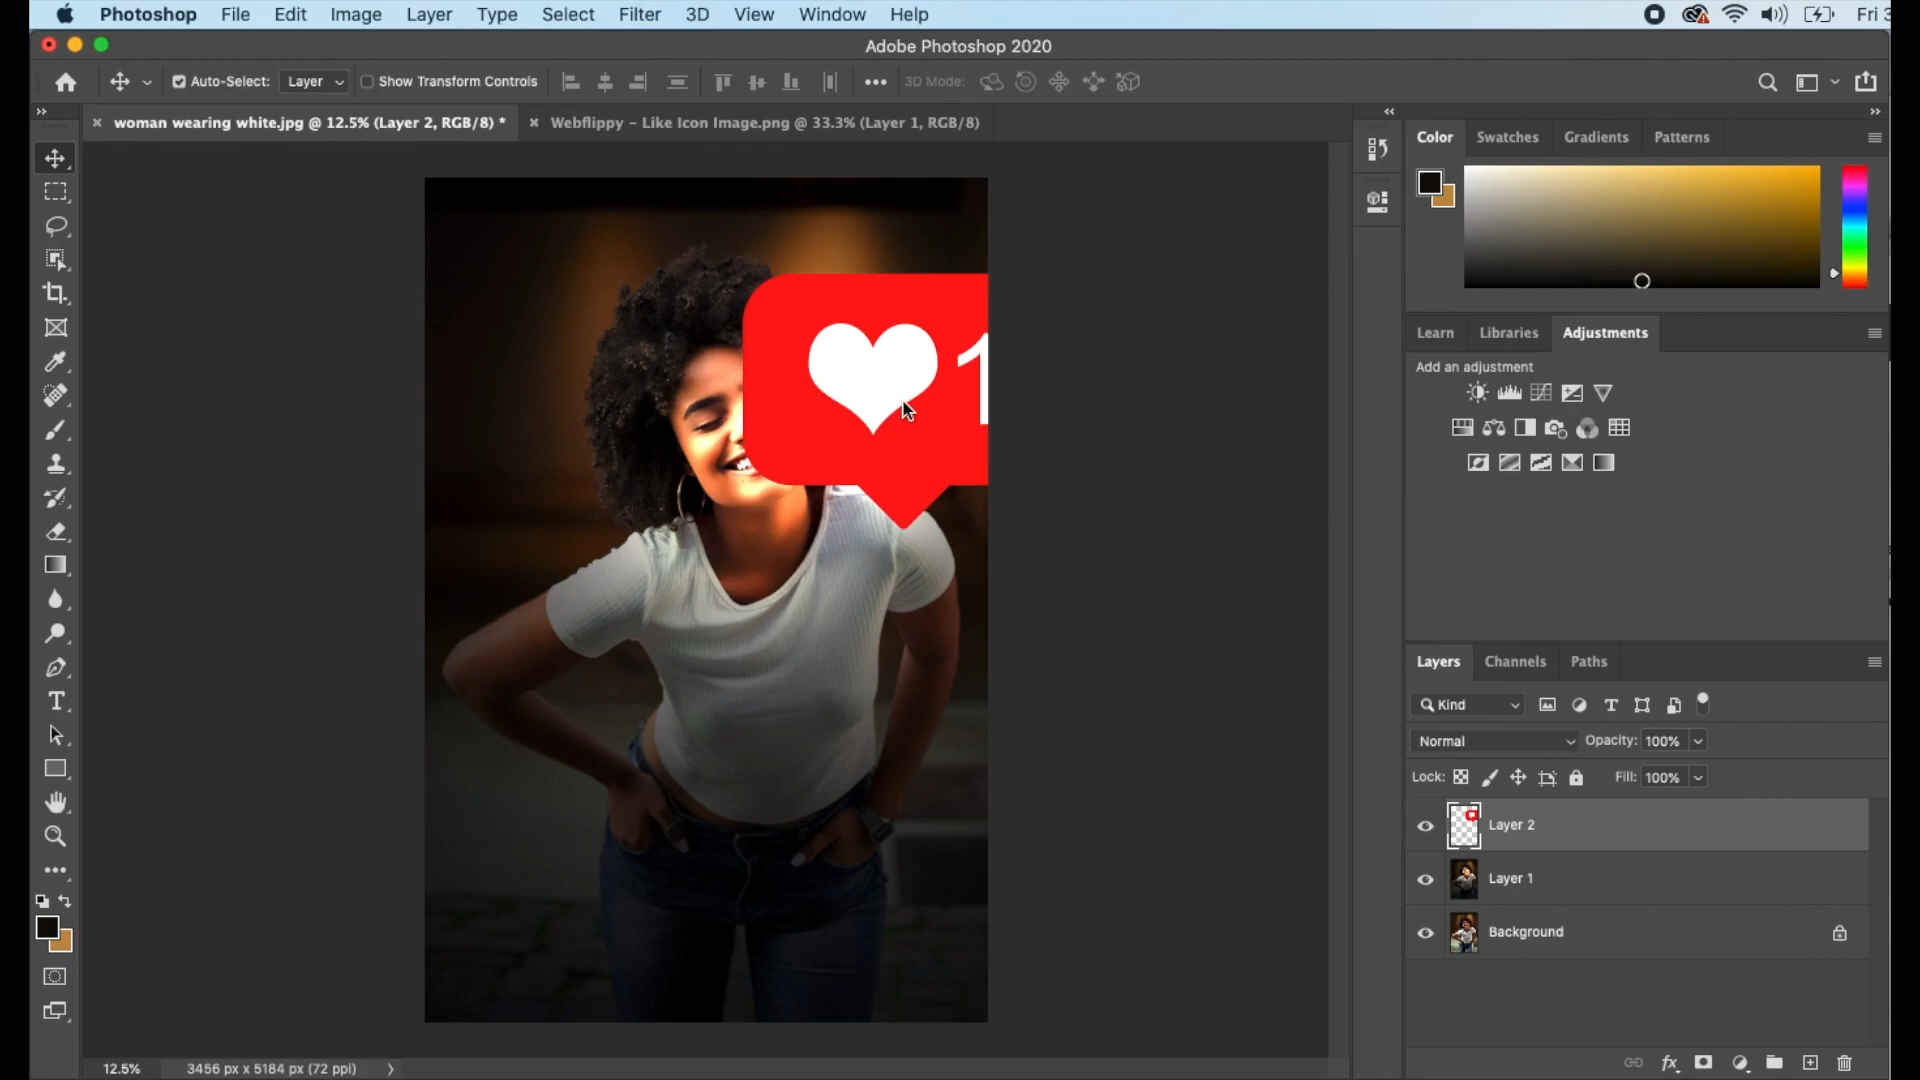 Photoshop File Edit Image Layer Type Select Filter 3D View Window Help Fri
Adobe Photoshop 2020
Auto-Select: Layer Show Transform Controls 3D Mode:
woman wearing white.jpg @ 12.5% (Layer 2, RGB/8) * Webflippy – Like Icon Image.png @ 33.3% (Layer 1, RGB/8)
Color Swatches Gradients Patterns
1
Learn Libraries Adjustments
Add an adjustment
Layers Channels Paths
Kind
Normal Opacity: 100%
Lock: Fill: 100%
Layer 2
Layer 1
Background
12.5% 3456 px x 5184 px (72 ppi)